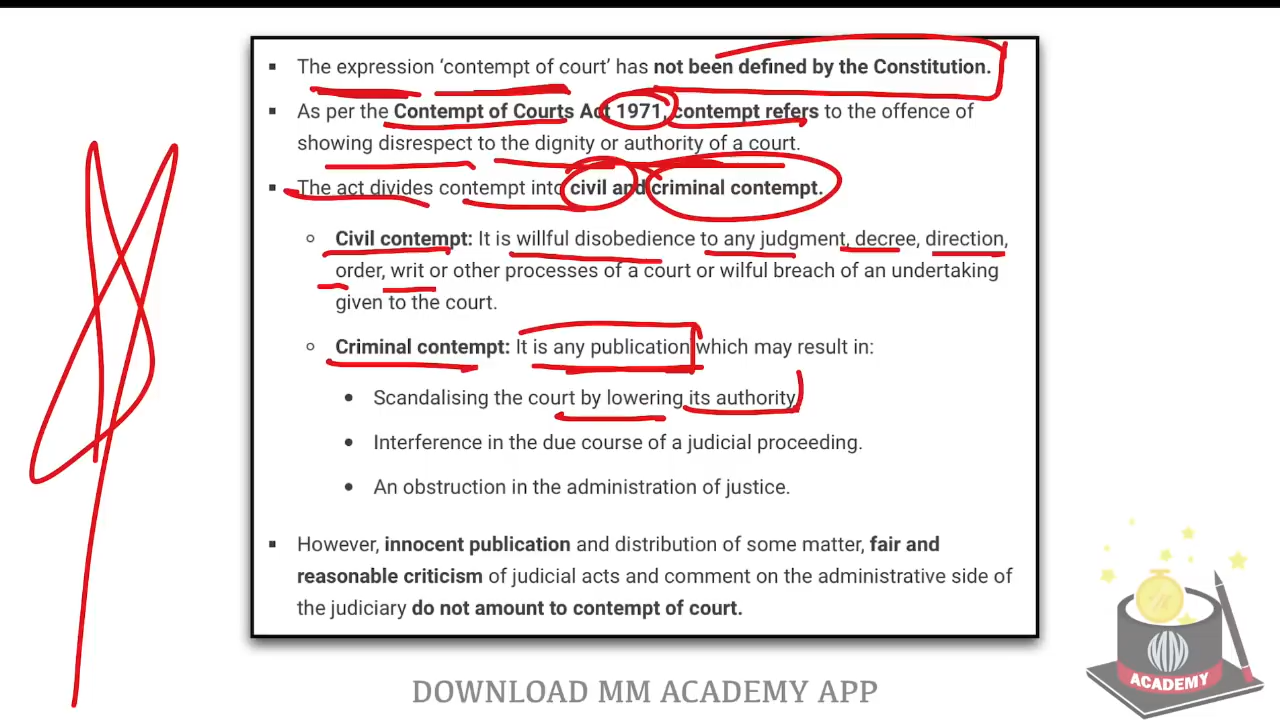 ▪ The expression ‘contempt of court’ has not been defined by the Constitution.
▪ As per the Contempt of Courts Act 1971, contempt refers to the offence of
showing disrespect to the dignity or authority of a court.
▪ The act divides contempt into civil and criminal contempt.
○ Civil contempt: It is willful disobedience to any judgment, decree, direction,
order, writ or other processes of a court or wilful breach of an undertaking
given to the court.
○ Criminal contempt: It is any publication which may result in:
• Scandalising the court by lowering its authority.
• Interference in the due course of a judicial proceeding.
• An obstruction in the administration of justice.
▪ However, innocent publication and distribution of some matter, fair and
reasonable criticism of judicial acts and comment on the administrative side of
the judiciary do not amount to contempt of court.
MM
ACADEMY
DOWNLOAD MM ACADEMY APP